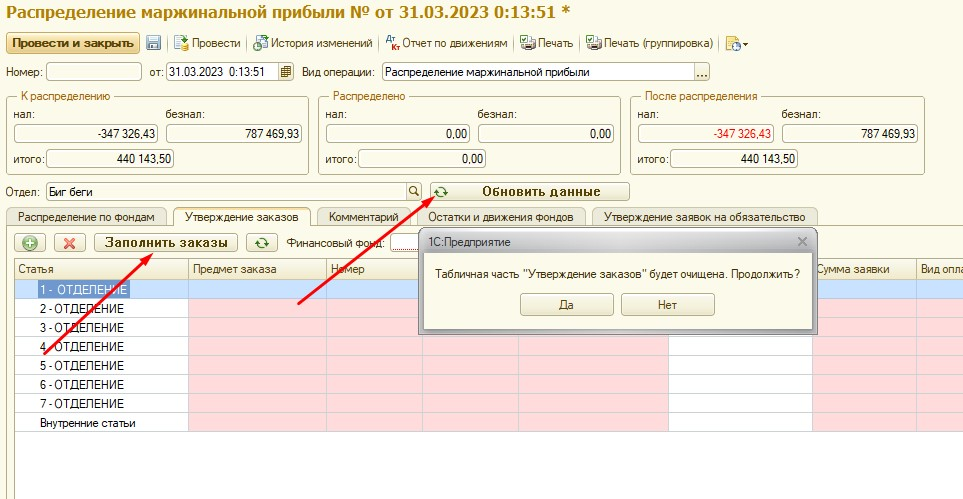 Распределение маржинальной прибыли № от 31.03.2023 0:13:51 *
Провести и закрыть Провести История изменений Дт Кт Отчет по движениям Печать Печать (группировка)
Номер: от: 31.03.2023 0:13:51 Вид операции: Распределение маржинальной прибыли ...
К распределению Распределено После распределения
нал: безнал: нал: безнал: нал: безнал:
-347 326,43 787 469,93 0,00 0,00 -347 326,43 787 469,93
итого: 440 143,50 итого: 0,00 итого: 440 143,50
Отдел: Биг беги Обновить данные
Распределение по фондам Утверждение заказов Комментарий Остатки и движения фондов Утверждение заявок на обязательство
Заполнить заказы Финансовый фонд:
1С:Предприятие
Табличная часть "Утверждение заказов" будет очищена. Продолжить?
Да Нет
Статья Предмет заказа Номер Сумма заявки Вид опла
1 - ОТДЕЛЕНИЕ
2 - ОТДЕЛЕНИЕ
3 - ОТДЕЛЕНИЕ
4 - ОТДЕЛЕНИЕ
5 - ОТДЕЛЕНИЕ
6 - ОТДЕЛЕНИЕ
7 - ОТДЕЛЕНИЕ
Внутренние статьи